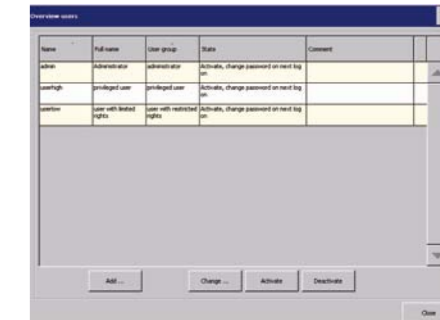 Overview users
Name Full name User group State Comment
admin Administrator administrator Activate, change password on next log
on
userhigh privileged user privileged user Activate, change password on next log
on
userlow user with limited user with restricted Activate, change password on next log
rights rights on
Add ... Change ... Activate Deactivate
Close